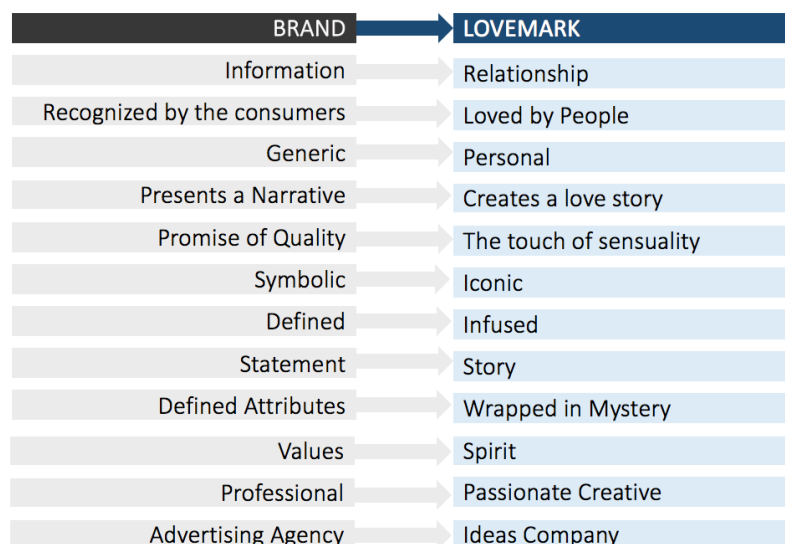 BRAND LOVEMARK
Information Relationship
Recognized by the consumers Loved by People
Generic Personal
Presents a Narrative Creates a love story
Promise of Quality The touch of sensuality
Symbolic Iconic
Defined Infused
Statement Story
Defined Attributes Wrapped in Mystery
Values Spirit
Professional Passionate Creative
Advertising Agency Ideas Company